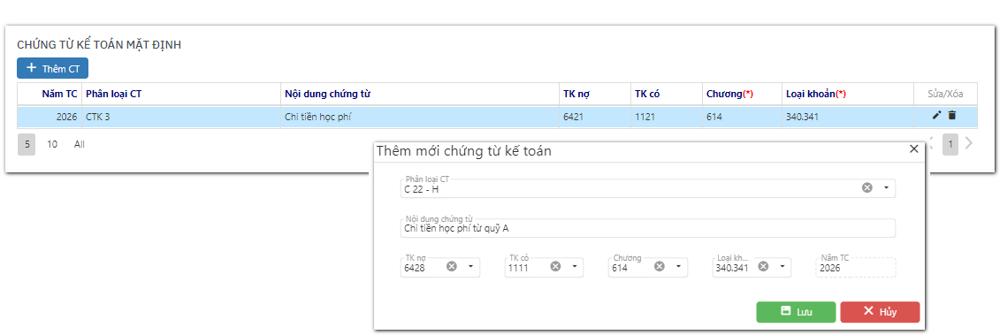 CHỨNG TỪ KẾ TOÁN MẶT ĐỊNH
Thêm CT
Năm TC Phân loại CT Nội dung chứng từ TK nợ TK có Chương(*) Loại khoản(*) Sửa/Xóa
2026 CTK 3 Chi tiền học phí 6421 1121 614 340.341
5 10 All 1
Thêm mới chứng từ kế toán
Phân loại CT
C 22 - H
Nội dung chứng từ
Chi tiền học phí từ quỹ A
TK nợ TK có Chương Loại kh... Năm TC
6428 1111 614 340.341 2026
Lưu Hủy